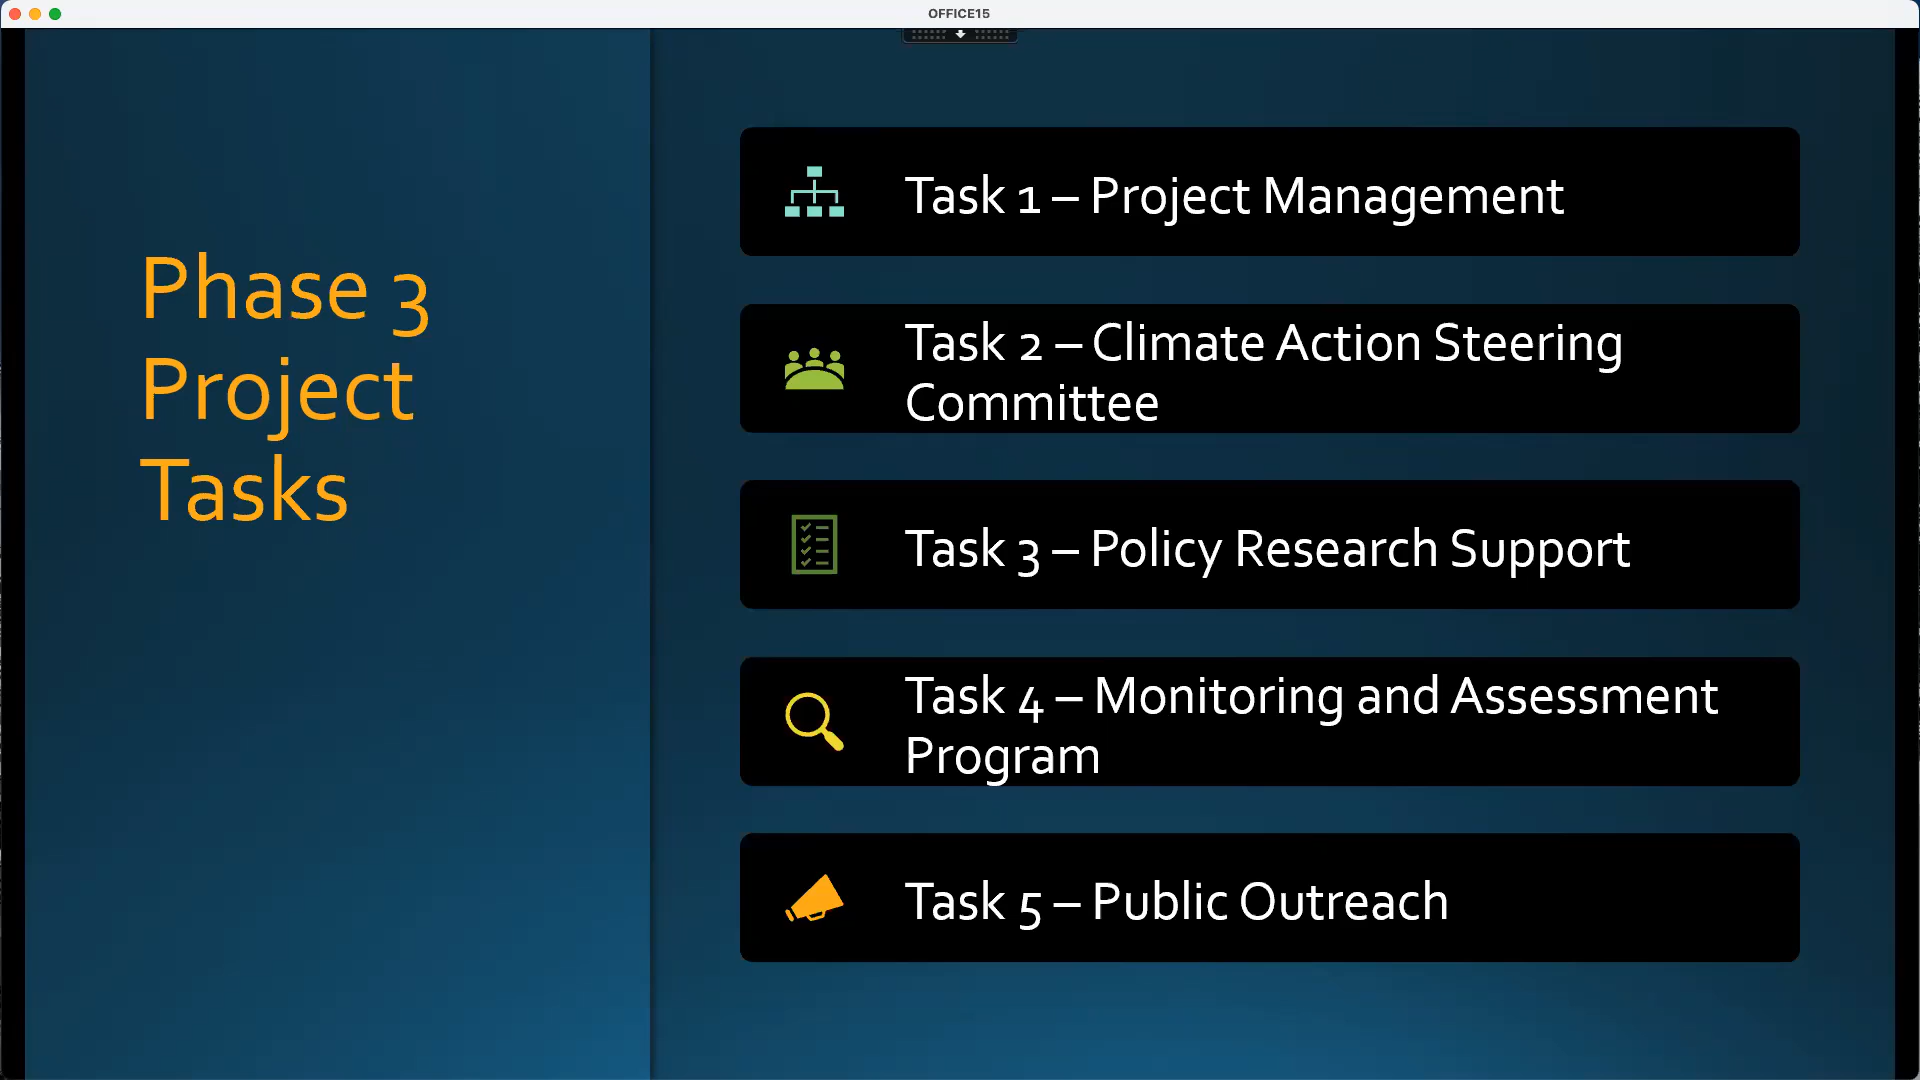 OFFICE15
Phase 3
Project
Tasks
Task 1 – Project Management
Task 2 – Climate Action Steering
Committee
Task 3 – Policy Research Support
Task 4 – Monitoring and Assessment
Program
Task 5 – Public Outreach